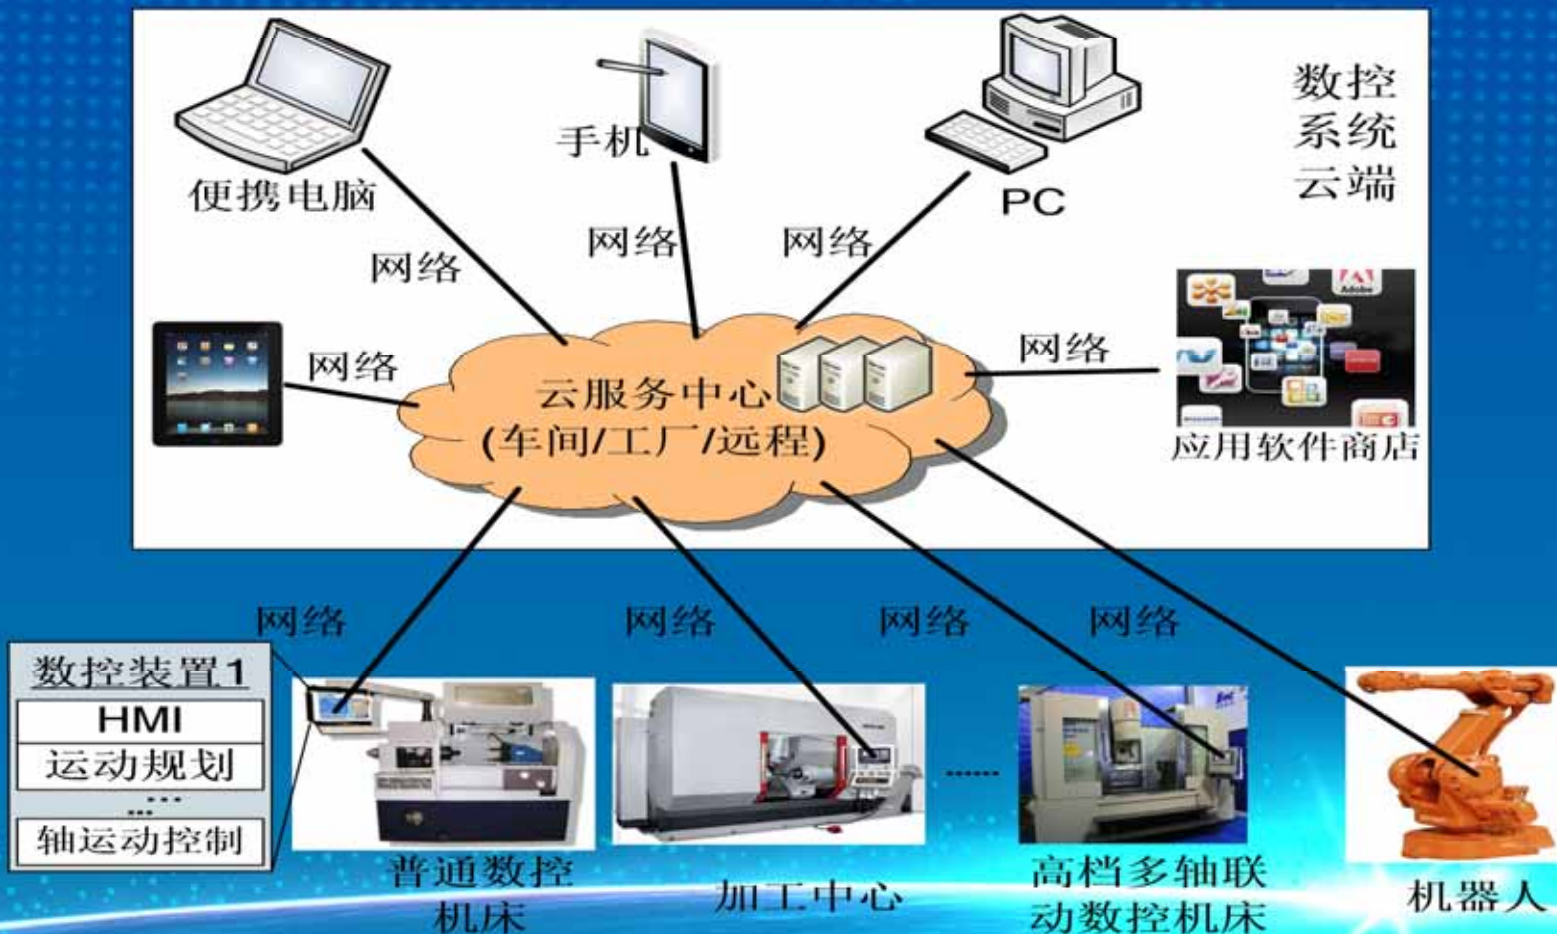 数控
系统
云端
手机
便携电脑
PC
网络
网络
网络
网络
网络
Adobe
云服务中心
(车间/工厂/远程)
应用软件商店
网络
网络
网络
网络
数控装置1
HMI
运动规划
...
...
轴运动控制
......
普通数控
机床
加工中心
高档多轴联
动数控机床
机器人